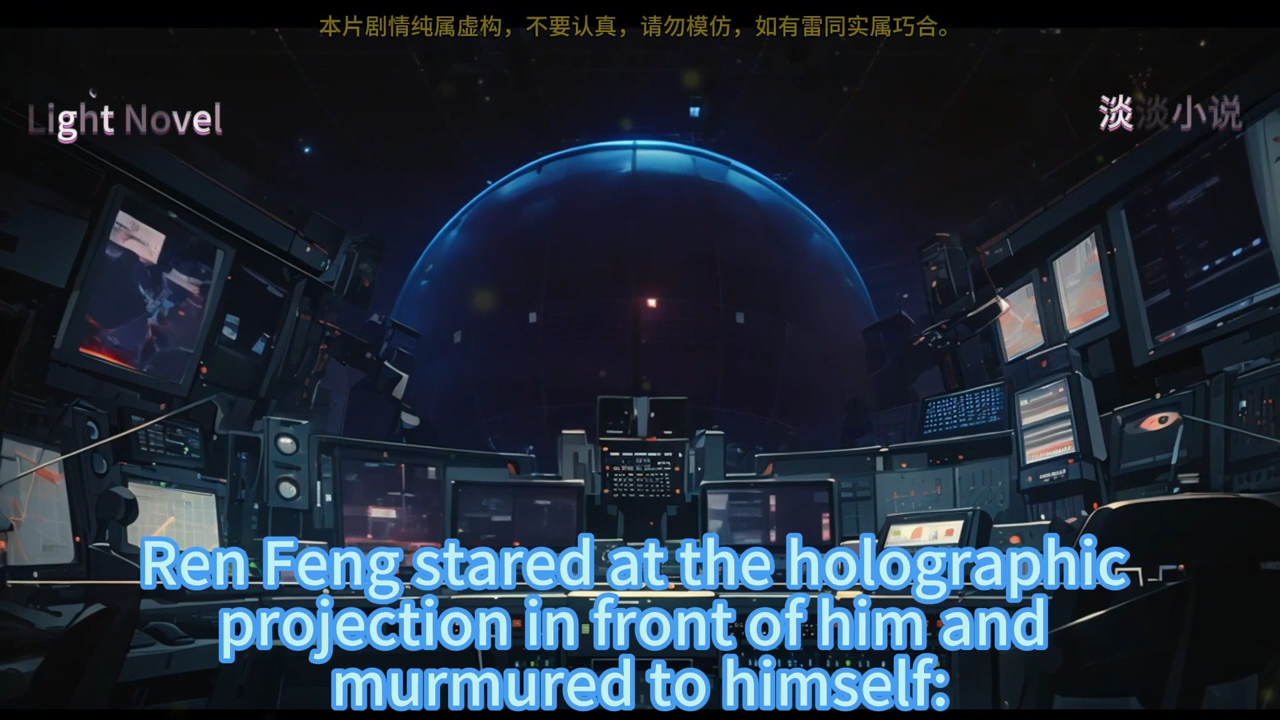 本片剧情纯属虚构，不要认真，请勿模仿，如有雷同实属巧合。
Light Novel
淡淡小说
Ren Feng stared at the holographic
projection in front of him and
murmured to himself: